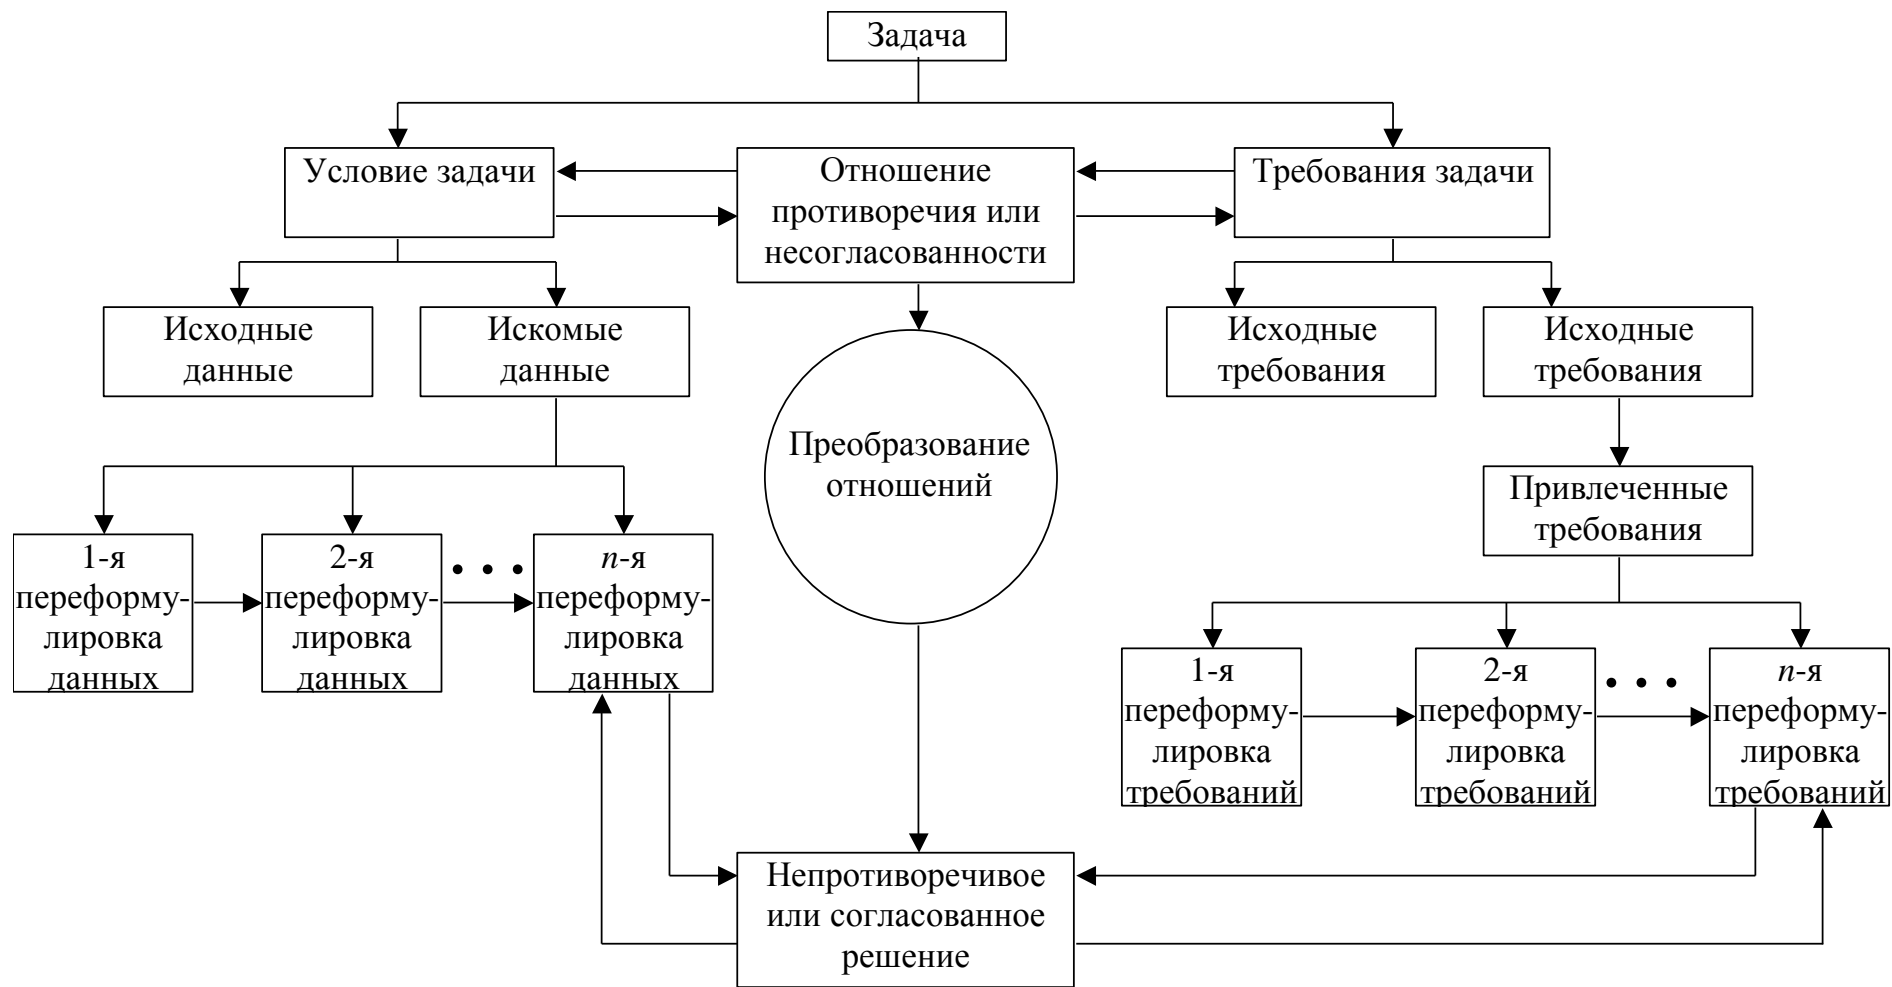 Задача
Условие задачи
Отношение
противоречия или
несогласованности
Требования задачи
Исходные
данные
Искомые
данные
Исходные
требования
Исходные
требования
Преобразование
отношений
Привлеченные
требования
1-я
переформу-
лировка
данных
2-я
переформу-
лировка
данных
• • •
n-я
переформу-
лировка
данных
1-я
переформу-
лировка
требований
2-я
переформу-
лировка
требований
• • •
n-я
переформу-
лировка
требований
Непротиворечивое
или согласованное
решение